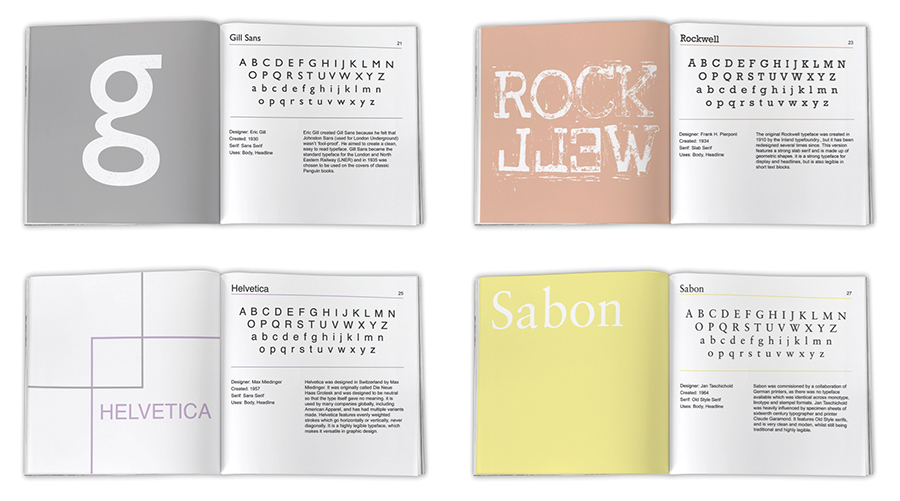 g
Gill Sans
21
A B C D E F G H I J K L M N
O P Q R S T U V W X Y Z
a b c d e f g h i j k l m n
o p q r s t u v w x y z
Designer: Eric Gill
Created: 1930
Serif: Sans Serif
Uses: Body, Headline
Eric Gill created Gill Sans because he felt that
Johnston Sans (used for London Underground)
wasn't 'fool-proof'. He aimed to create a clean,
easy to read typeface. Gill Sans became the
standard typeface for the London and North
Eastern Railway (LNER) and in 1935 was
chosen to be used on the covers of classic
Penguin books.
ROCK
WELL
Rockwell
23
A B C D E F G H I J K L M N
O P Q R S T U V W X Y Z
a b c d e f g h i j k l m n
o p q r s t u v w x y z
Designer: Frank H. Pierpont
Created: 1934
Serif: Slab Serif
Uses: Body, Headline
The original Rockwell typeface was created in
1910 by the Inland typefoundry., but it has been
redesigned several times since. This version
features a strong slab serif and is made up of
geometric shapes. It is a strong typeface for
display and headlines, but is also legible in
short text blocks.
HELVETICA
Helvetica
25
A B C D E F G H I J K L M N
O P Q R S T U V W X Y Z
a b c d e f g h i j k l m n
o p q r s t u v w x y z
Designer: Max Miedinger
Created: 1957
Serif: Sans Serif
Uses: Body, Headline
Helvetica was designed in Switzerland by Max
Miedinger. It was originally called Die Neue
Haas Grotesk and was designed to be neutral
so that the type itself gave no meaning. It is
used by many companies globally, including
American Apparel, and has had multiple variants
made. Helvetica features evenly weighted
strokes which go horizontally or vertically, never
diagonally. It is a highly legible typeface, which
makes it versatile in graphic design.
Sabon
Sabon
27
A B C D E F G H I J K L M N
O P Q R S T U V W X Y Z
a b c d e f g h i j k l m n
o p q r s t u v w x y z
Designer: Jan Taschichold
Created: 1964
Serif: Old Style Serif
Uses: Body, Headline
Sabon was commisioned by a collaboration of
German printers, as there was no typeface
available which was identical across monotype,
linotype and stempel formats. Jan Taschichold
was heavily influenced by specimen sheets of
sixteenth century typographer and printer
Claude Garamond. It features Old Style serifs,
and is very clean and moden, whilst still being
traditional and highly legible.